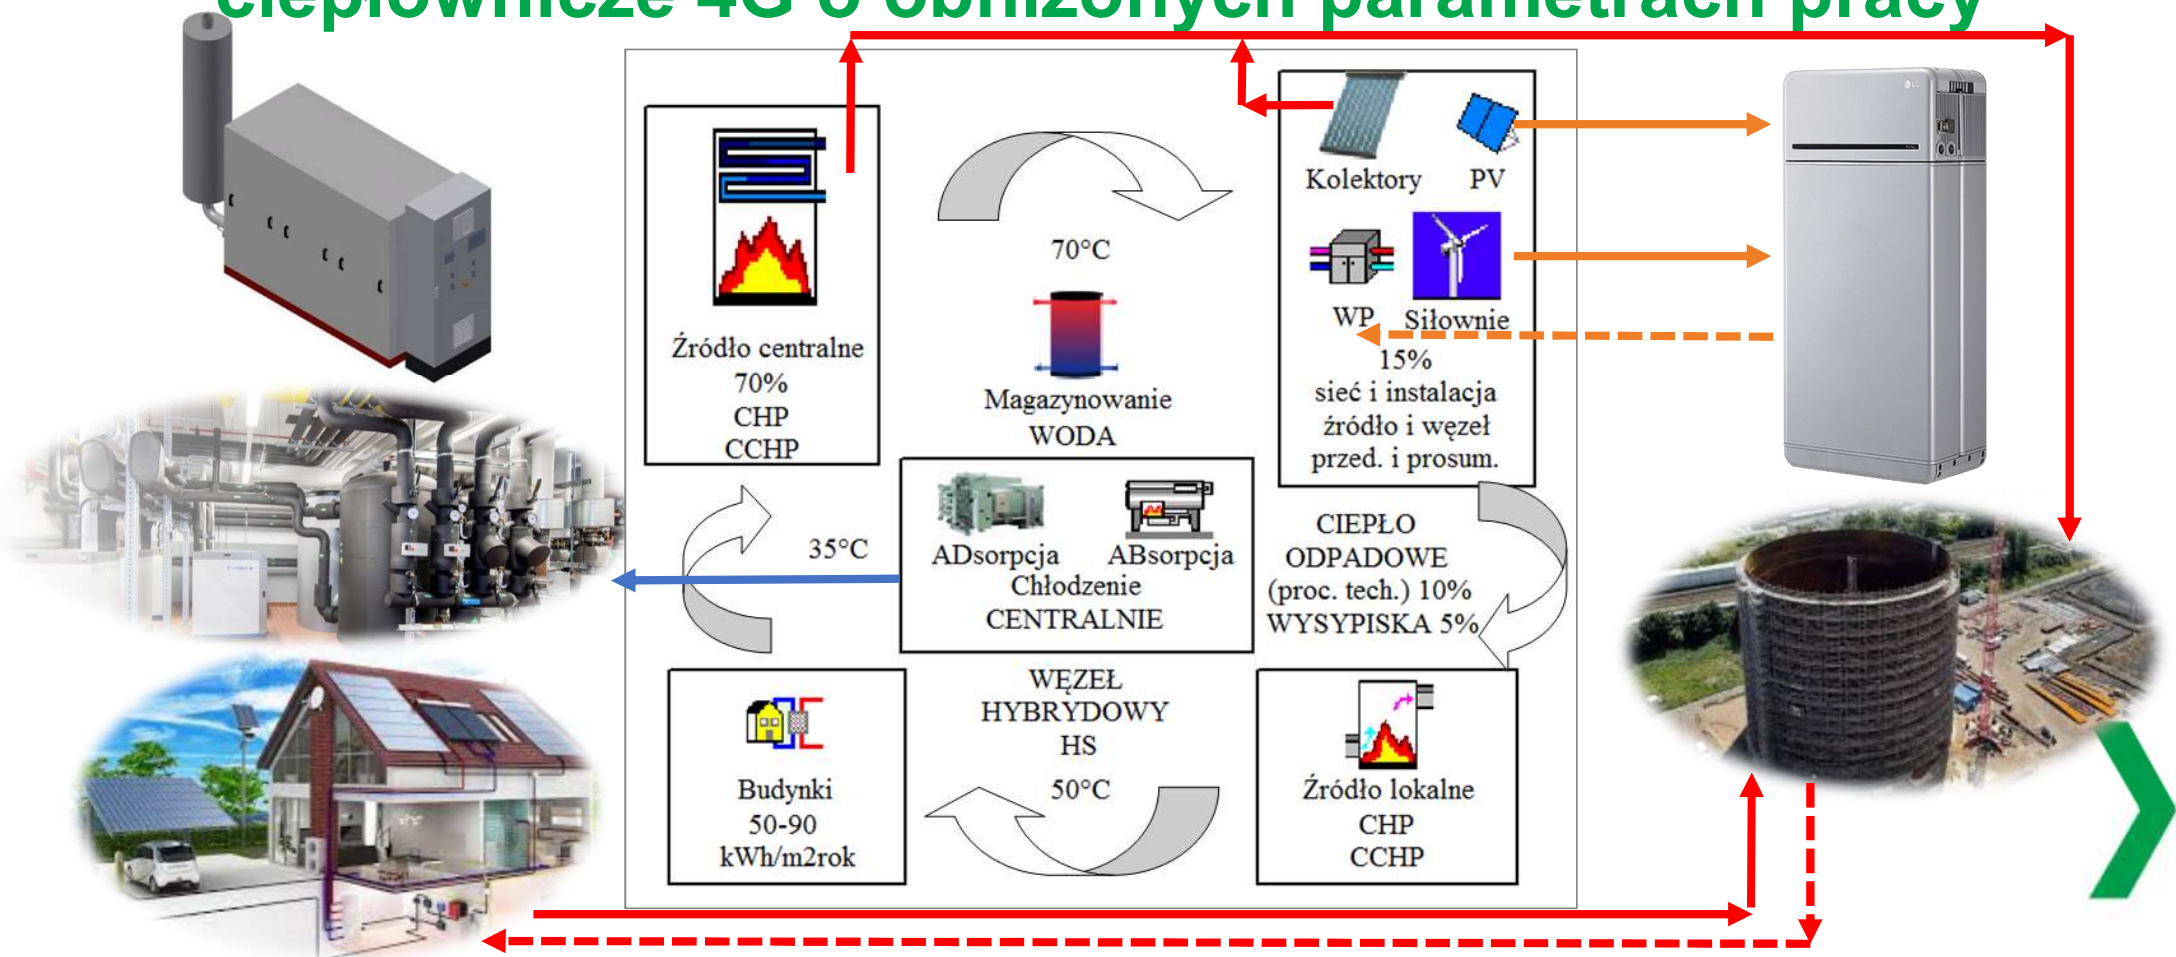 ciepłownicze 4G o obniżonych parametrach pracy
Źródło centralne
70%
CHP
CCHP
70°C
Magazynowanie
WODA
Kolektory PV
WP Siłownie
15%
sieć i instalacja
źródło i węzeł
przed. i prosum.
LG
35°C
ADsorpcja ABsorpcja
Chłodzenie
CENTRALNIE
CIEPŁO
ODPADOWE
(proc. tech.) 10%
WYSYPISKA 5%
Budynki
50-90
kWh/m2rok
WĘZEŁ
HYBRYDOWY
HS
50°C
Źródło lokalne
CHP
CCHP